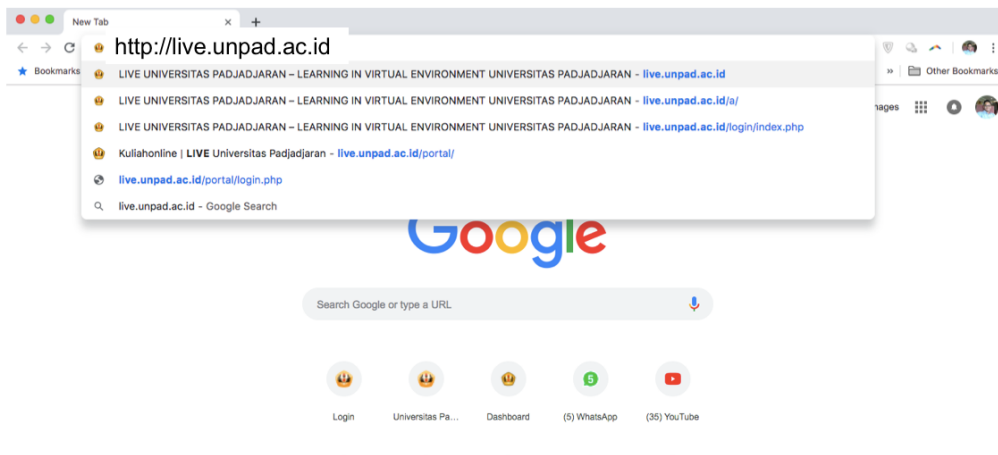 New Tab
http://live.unpad.ac.id
Bookmarks
Other Bookmarks
LIVE UNIVERSITAS PADJADJARAN – LEARNING IN VIRTUAL ENVIRONMENT UNIVERSITAS PADJADJARAN - live.unpad.ac.id
LIVE UNIVERSITAS PADJADJARAN – LEARNING IN VIRTUAL ENVIRONMENT UNIVERSITAS PADJADJARAN - live.unpad.ac.id/a/
LIVE UNIVERSITAS PADJADJARAN – LEARNING IN VIRTUAL ENVIRONMENT UNIVERSITAS PADJADJARAN - live.unpad.ac.id/login/index.php
Kuliahonline | LIVE Universitas Padjadjaran - live.unpad.ac.id/portal/
live.unpad.ac.id/portal/login.php
live.unpad.ac.id - Google Search
nages
Google
Search Google or type a URL
Login
Universitas Pa...
Dashboard
5
(5) WhatsApp
(35) YouTube